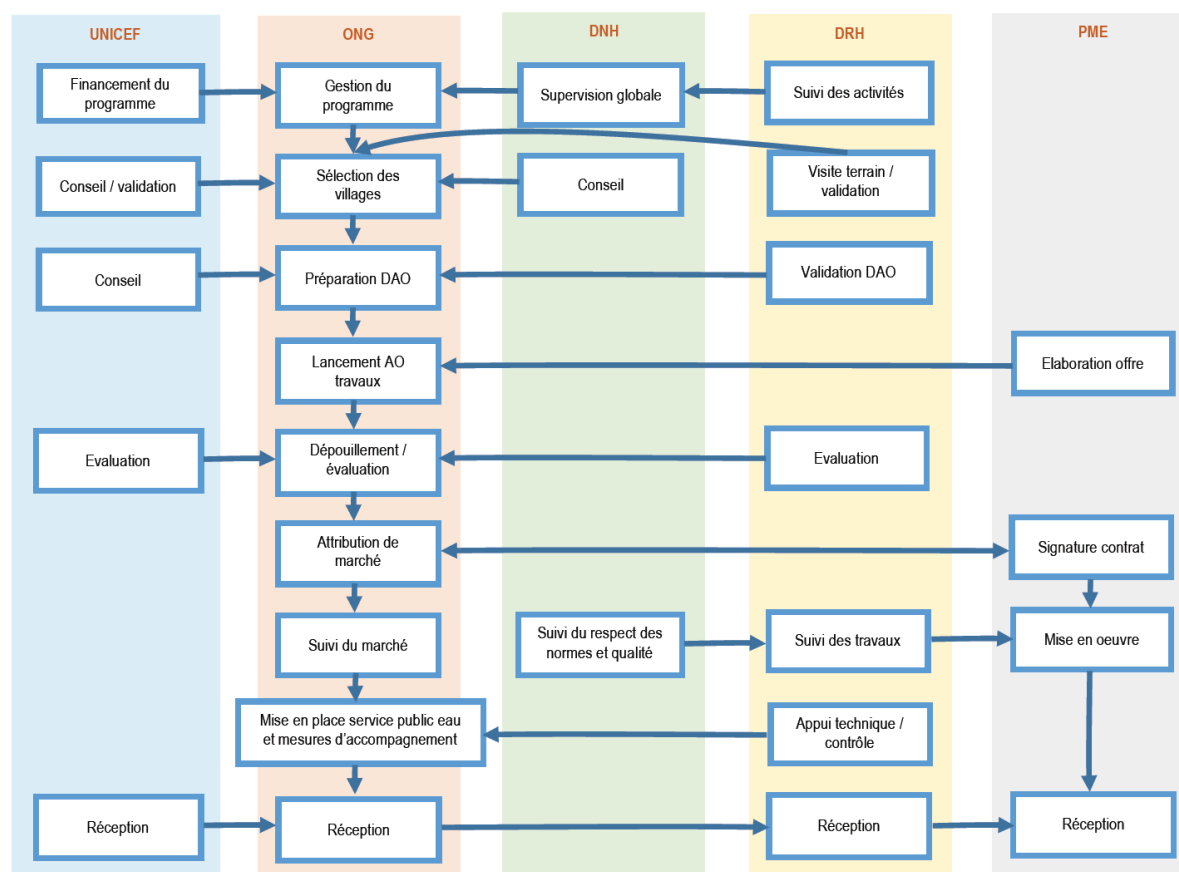 UNICEF
ONG
DNH
DRH
PME
Financement du
programme
Gestion du
programme
Supervision globale
Suivi des activités
Conseil / validation
Sélection des
villages
Conseil
Visite terrain /
validation
Conseil
Préparation DAO
Validation DAO
Lancement AO
travaux
Elaboration offre
Evaluation
Dépouillement /
évaluation
Evaluation
Attribution de
marché
Signature contrat
Suivi du marché
Suivi du respect des
normes et qualité
Suivi des travaux
Mise en oeuvre
Mise en place service public eau
et mesures d'accompagnement
Appui technique /
contrôle
Réception
Réception
Réception
Réception